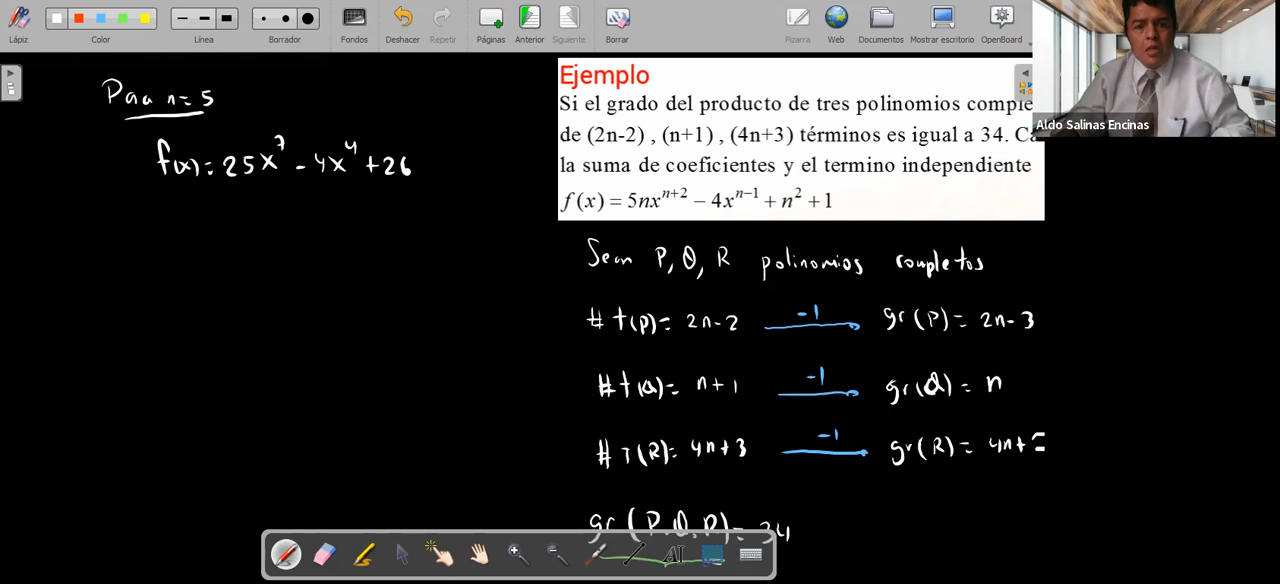 Lápiz
Color
Línea
Borrador
Fondos
Deshacer
Repetir
Páginas
Anterior
Siguiente
Borrar
Pizarra
Web
Documentos
Mostrar escritorio
OpenBoard
Aldo Salinas Encinas
Para n = 5
f(x) = 25x⁷ - 4x⁴ + 26
Ejemplo
Si el grado del producto de tres polinomios comple
de (2n-2) , (n+1) , (4n+3) términos es igual a 34. Ca
la suma de coeficientes y el termino independiente
f(x) = 5nxⁿ⁺² − 4xⁿ⁻¹ + n² + 1
Sean P, Q, R polinomios completos
# t(P) = 2n-2 -1 gr(P) = 2n-3
# t(Q) = n+1 -1 gr(Q) = n
# T(R) = 4n+3 -1 gr(R) = 4n+2
gr (P.Q.R) = 34
AI